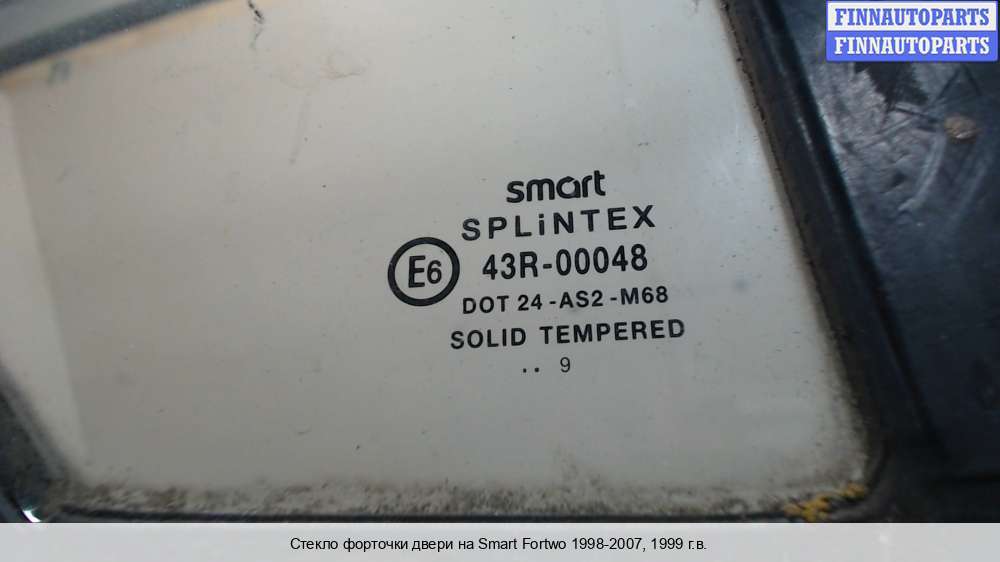 FINNAUTOPARTS
FINNAUTOPARTS
smart
SPLiNTEX
E6 43R-00048
DOT 24-AS2-M68
SOLID TEMPERED
.. 9
Стекло форточки двери на Smart Fortwo 1998-2007, 1999 г.в.